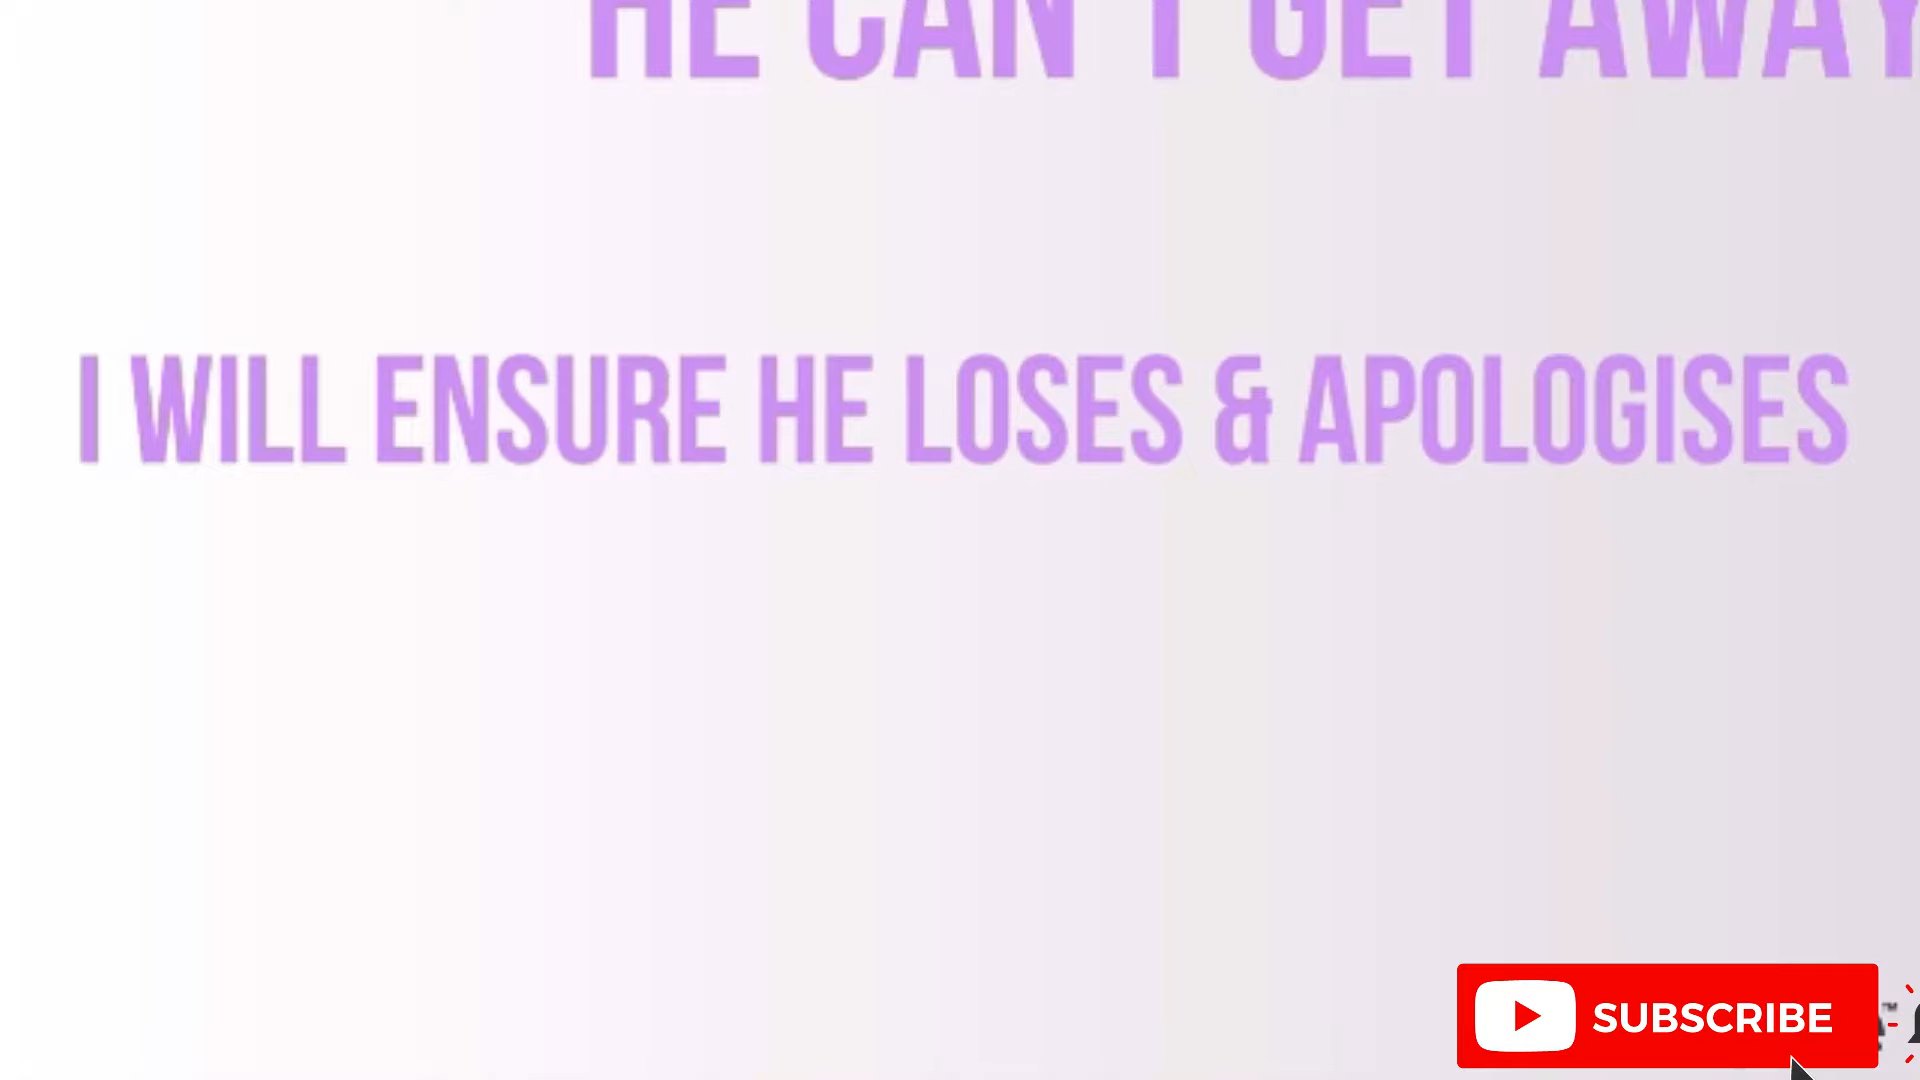 HE CAN'T GET AWAY
I WILL ENSURE HE LOSES & APOLOGISES
SUBSCRIBE